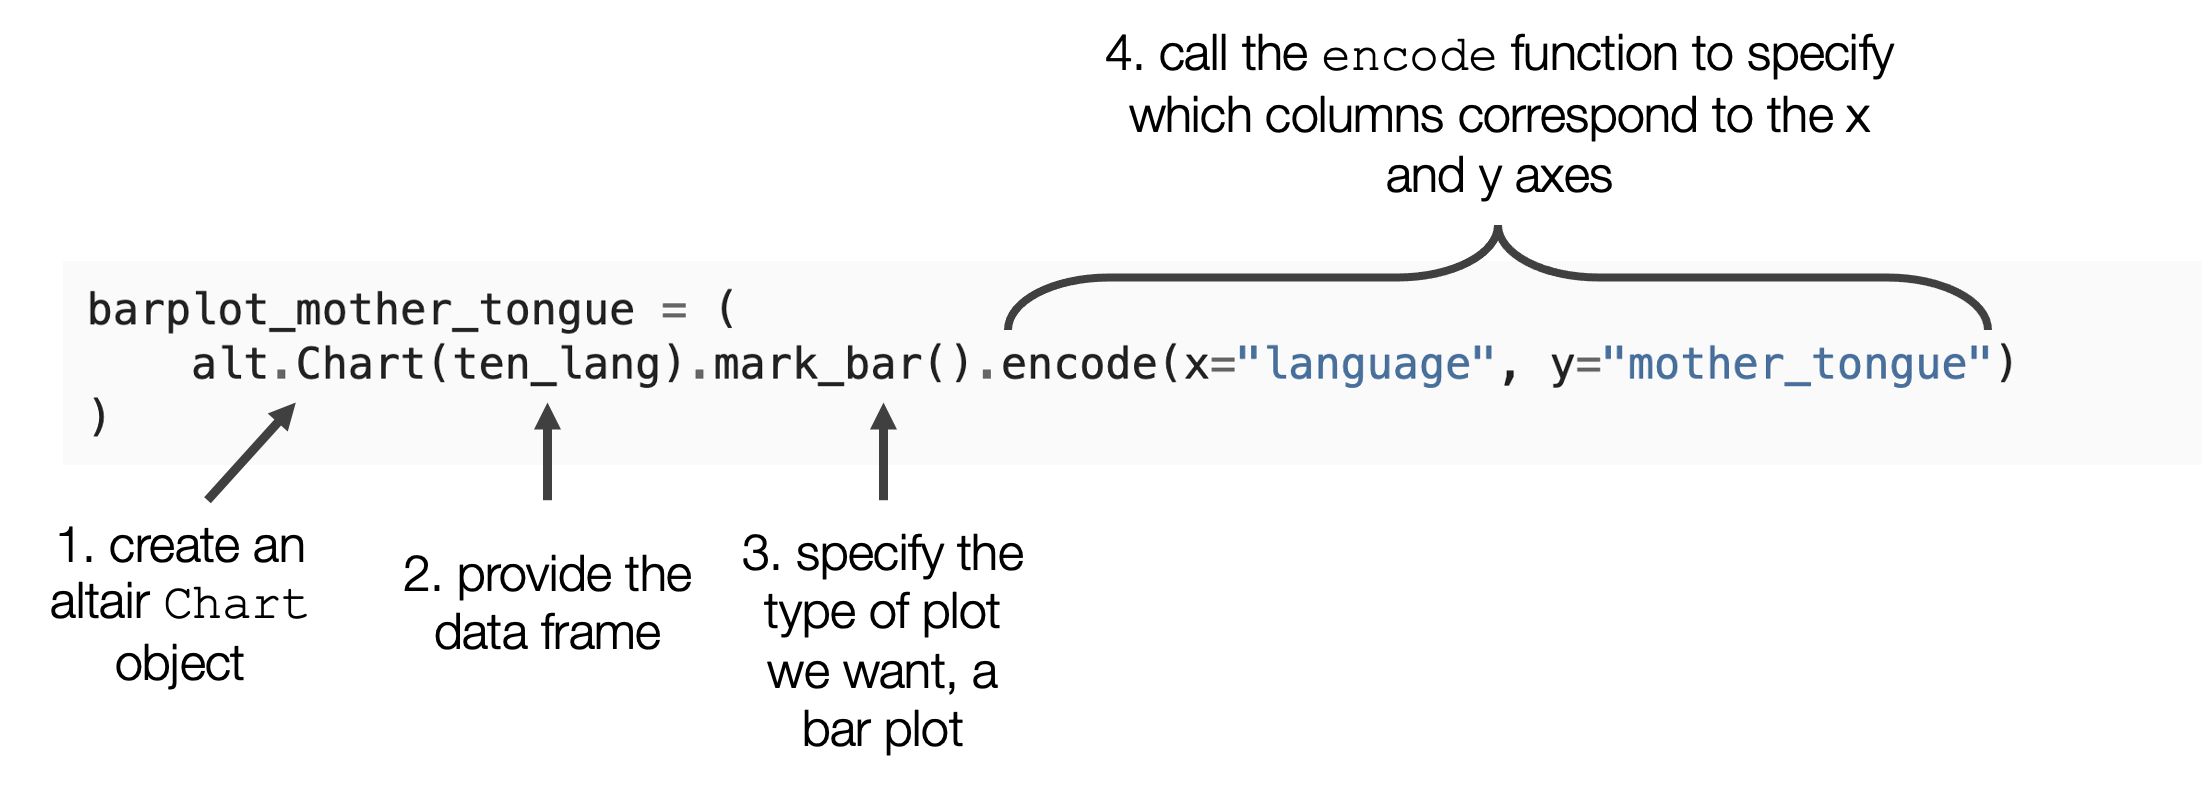 4. call the encode function to specify
which columns correspond to the x
and y axes
barplot_mother_tongue = (
    alt.Chart(ten_lang).mark_bar().encode(x="language", y="mother_tongue")
)
1. create an
altair Chart
object
2. provide the
data frame
3. specify the
type of plot
we want, a
bar plot